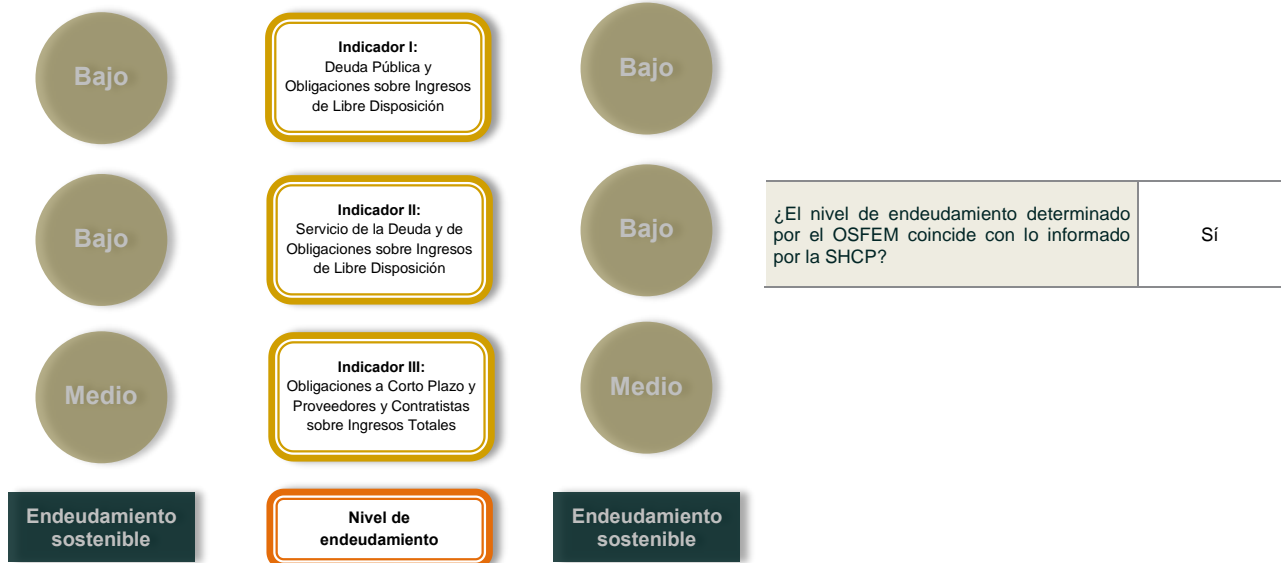 Bajo
Indicador I:
Deuda Pública y
Obligaciones sobre Ingresos
de Libre Disposición
Bajo
Bajo
Indicador II:
Servicio de la Deuda y de
Obligaciones sobre Ingresos
de Libre Disposición
Bajo
¿El nivel de endeudamiento determinado
por el OSFEM coincide con lo informado
por la SHCP?
Sí
Medio
Indicador III:
Obligaciones a Corto Plazo y
Proveedores y Contratistas
sobre Ingresos Totales
Medio
Endeudamiento
sostenible
Nivel de
endeudamiento
Endeudamiento
sostenible